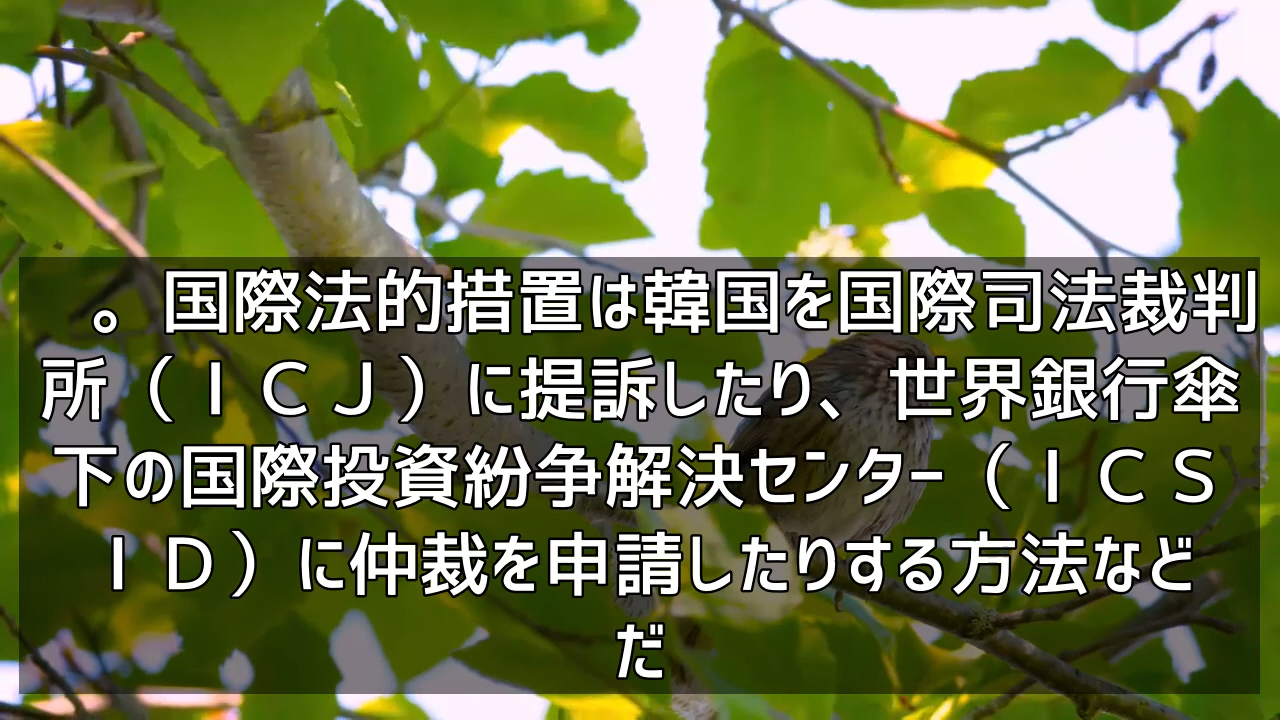 。国際法的措置は韓国を国際司法裁判
所（ＩＣＪ）に提訴したり、世界銀行傘
下の国際投資紛争解決センター（ＩＣＳ
ＩＤ）に仲裁を申請したりする方法など
だ